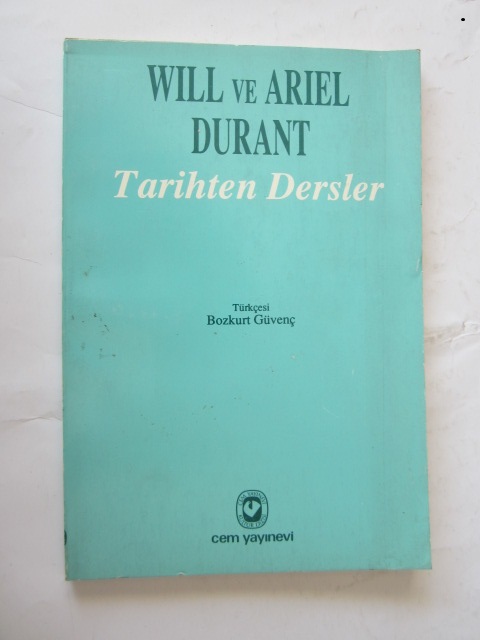 WILL VE ARIEL
DURANT
Tarihten Dersler
Türkçesi
Bozkurt Güvenç
cem yayınevi